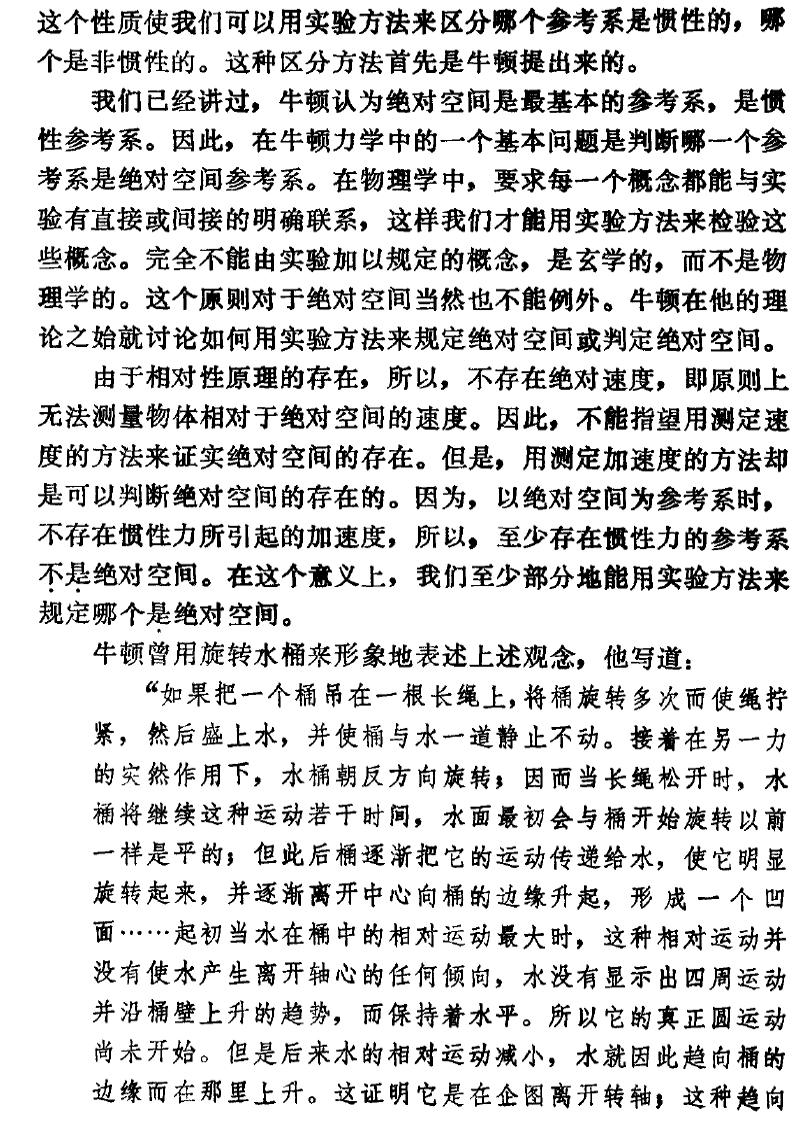 这个性质使我们可以用实验方法来区分哪个参考系是惯性的，哪
个是非惯性的。这种区分方法首先是牛顿提出来的。
我们已经讲过，牛顿认为绝对空间是最基本的参考系，是惯
性参考系。因此，在牛顿力学中的一个基本问题是判断哪一个参
考系是绝对空间参考系。在物理学中，要求每一个概念都能与实
验有直接或间接的明确联系，这样我们才能用实验方法来检验这
些概念。完全不能由实验加以规定的概念，是玄学的，而不是物
理学的。这个原则对于绝对空间当然也不能例外。牛顿在他的理
论之始就讨论如何用实验方法来规定绝对空间或判定绝对空间。
由于相对性原理的存在，所以，不存在绝对速度，即原则上
无法测量物体相对于绝对空间的速度。因此，不能指望用测定速
度的方法来证实绝对空间的存在。但是，用测定加速度的方法却
是可以判断绝对空间的存在的。因为，以绝对空间为参考系时，
不存在惯性力所引起的加速度，所以，至少存在惯性力的参考系
不是绝对空间。在这个意义上，我们至少部分地能用实验方法来
规定哪个是绝对空间。
牛顿曾用旋转水桶来形象地表述上述观念，他写道：
“如果把一个桶吊在一根长绳上，将桶旋转多次而使绳拧
紧，然后盛上水，并使桶与水一道静止不动。接着在另一力
的突然作用下，水桶朝反方向旋转；因而当长绳松开时，水
桶将继续这种运动若干时间，水面最初会与桶开始旋转以前
一样是平的；但此后桶逐渐把它的运动传递给水，使它明显
旋转起来，并逐渐离开中心向桶的边缘升起，形成一个凹
面……起初当水在桶中的相对运动最大时，这种相对运动并
没有使水产生离开轴心的任何倾向，水没有显示出四周运动
并沿桶壁上升的趋势，而保持着水平。所以它的真正圆运动
尚未开始。但是后来水的相对运动减小，水就因此趋向桶的
边缘而在那里上升。这证明它是在企图离开转轴；这种趋向